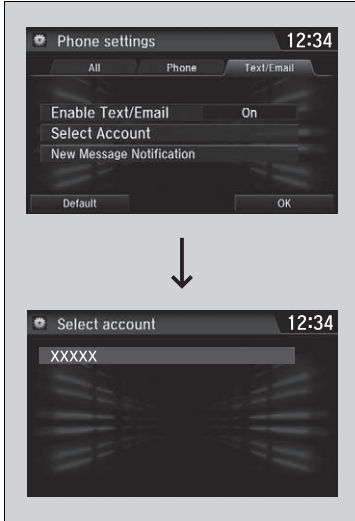 Phone settings 12:34
All Phone Text/Email
Enable Text/Email On
Select Account
New Message Notification
Default OK
Select account 12:34
XXXXX